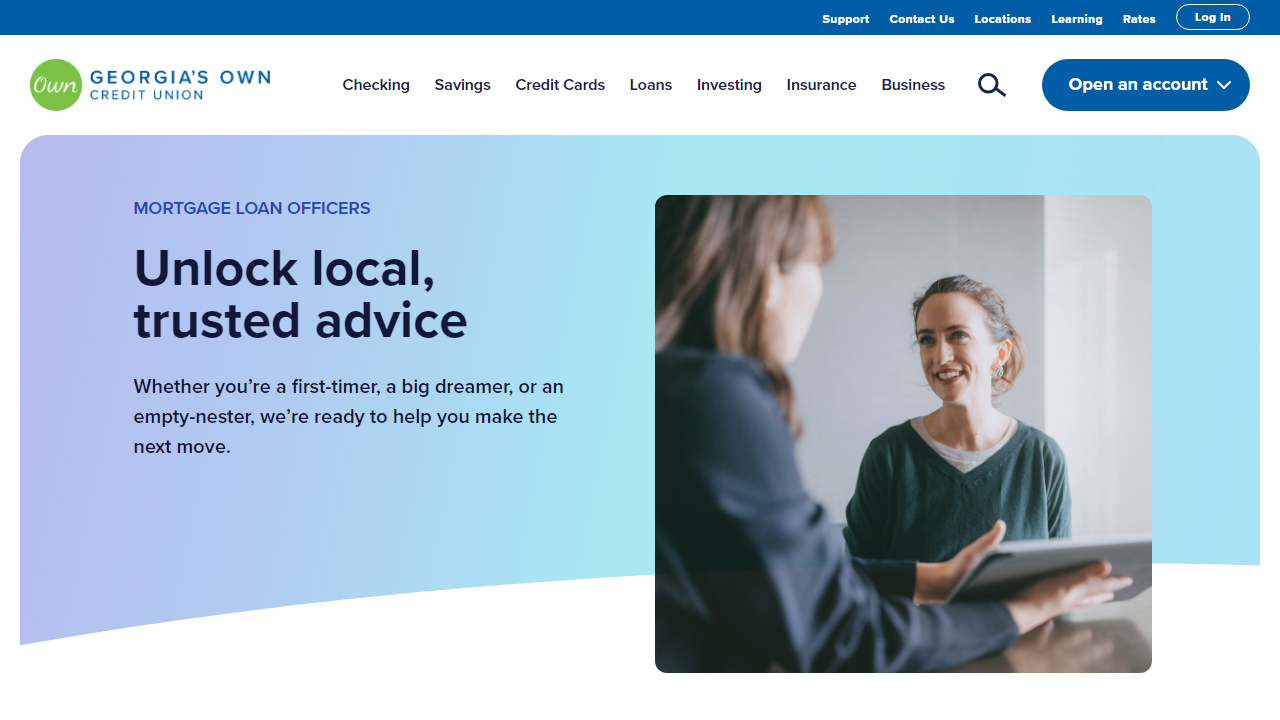 Support Contact Us Locations Learning Rates Log In
Own GEORGIA'S OWN
CREDIT UNION
Checking Savings Credit Cards Loans Investing Insurance Business Open an account
MORTGAGE LOAN OFFICERS
Unlock local,
trusted advice
Whether you’re a first-timer, a big dreamer, or an
empty-nester, we’re ready to help you make the
next move.